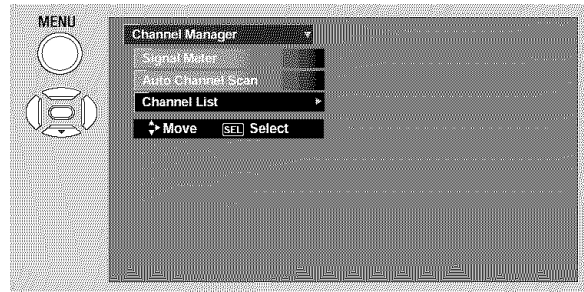 MENU
Channel Manager
Signal Meter
Auto Channel Scan
Channel List
Move SEL Select